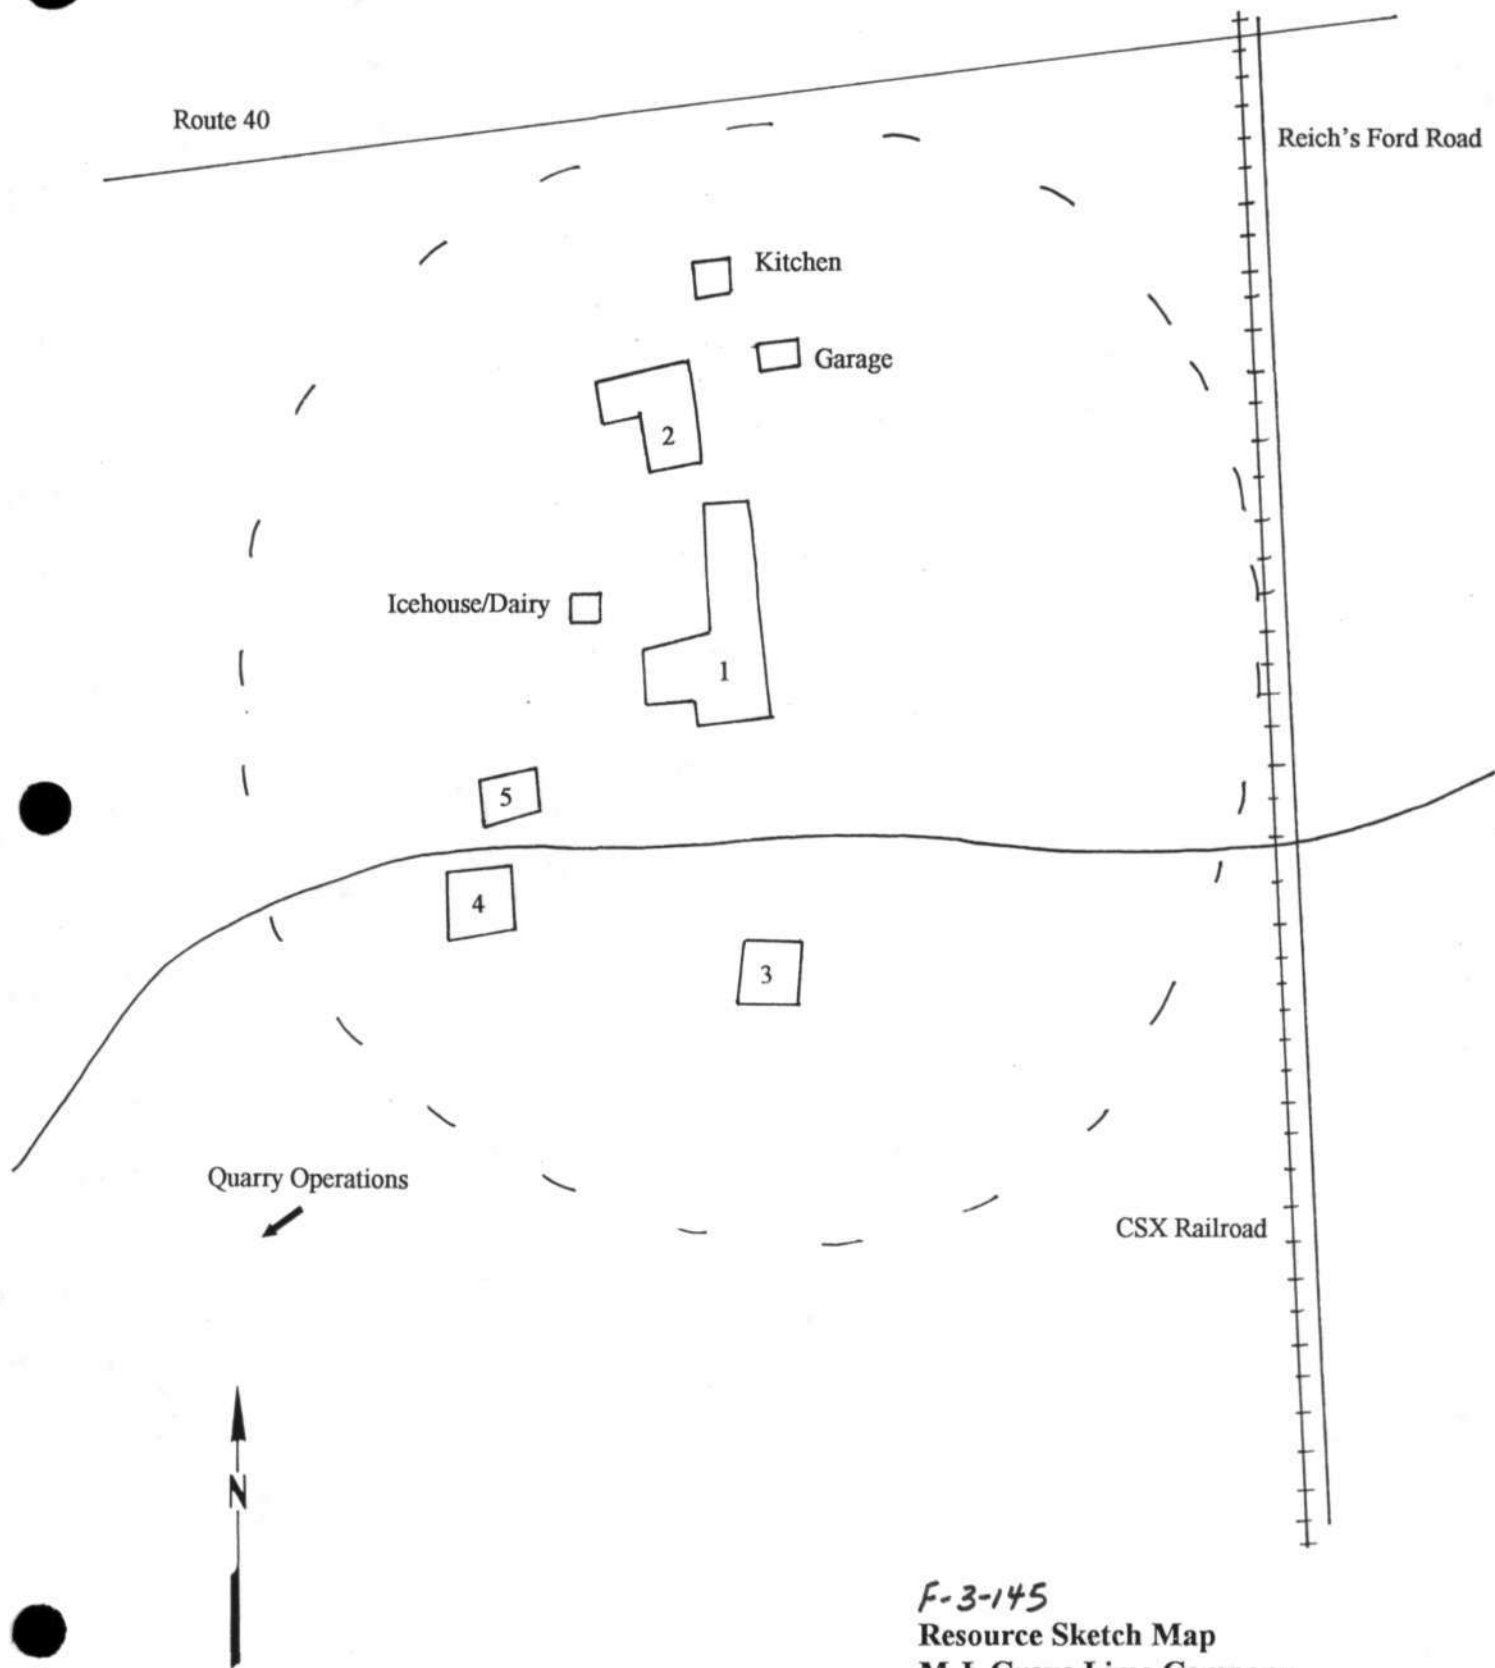 Route 40
Reich's Ford Road
Kitchen
Garage
2
Icehouse/Dairy
1
5
4
3
Quarry Operations
CSX Railroad
N
F-3-145
Resource Sketch Map